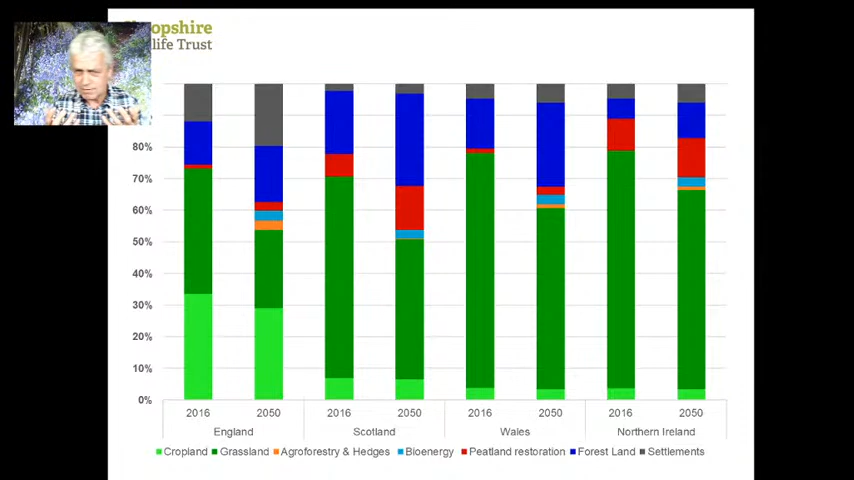 opshire
life Trust
80%
70%
60%
50%
40%
30%
20%
10%
0%
2016 2050 2016 2050 2016 2050 2016 2050
England Scotland Wales Northern Ireland
Cropland Grassland Agroforestry & Hedges Bioenergy Peatland restoration Forest Land Settlements